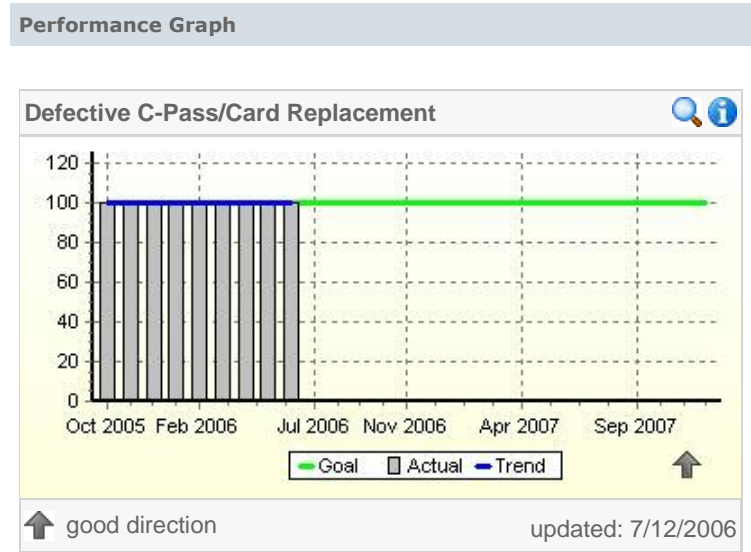 Performance Graph
Defective C-Pass/Card Replacement
120
100
80
60
40
20
0
Oct 2005 Feb 2006 Jul 2006 Nov 2006 Apr 2007 Sep 2007
Goal Actual Trend
good direction updated: 7/12/2006